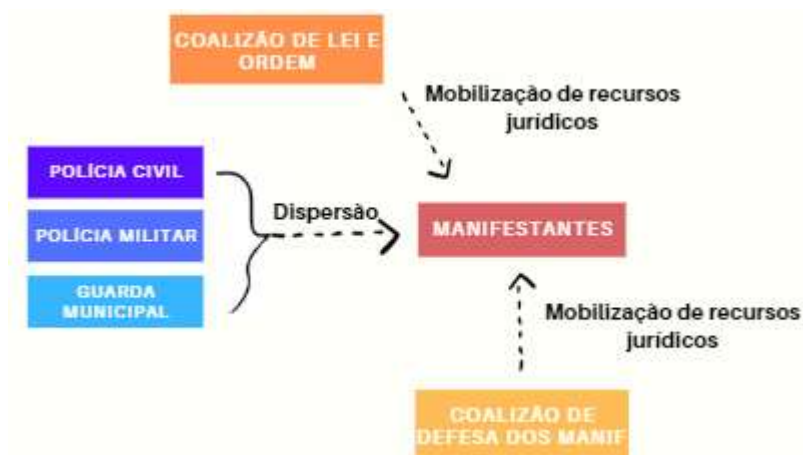 COALIZÃO DE LEI E
ORDEM
Mobilização de recursos
jurídicos
POLÍCIA CIVIL
POLÍCIA MILITAR
GUARDA
MUNICIPAL
Dispersão
MANIFESTANTES
Mobilização de recursos
jurídicos
COALIZÃO DE
DEFESA DOS MANIF